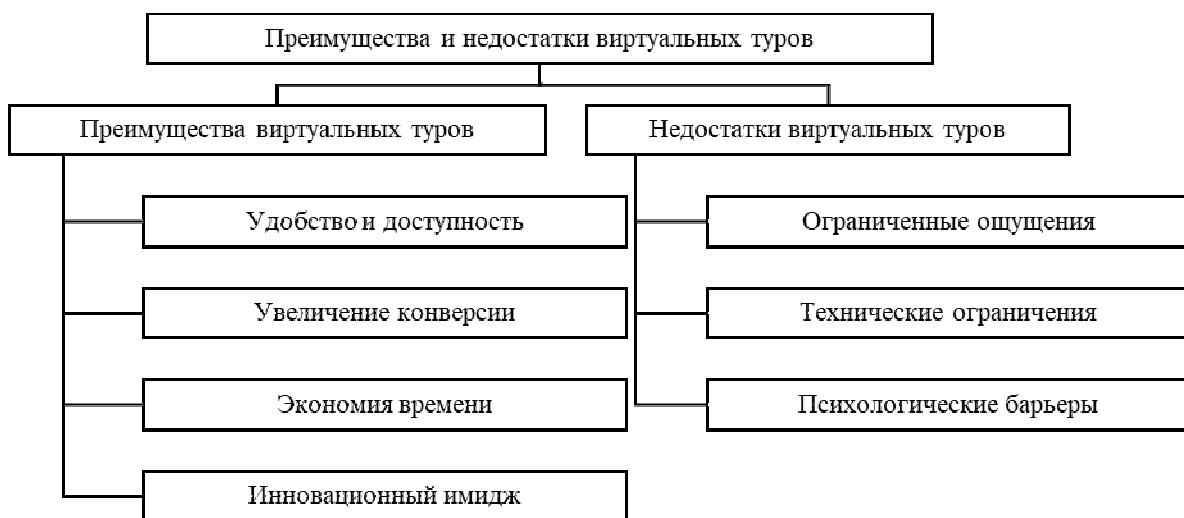 Преимущества и недостатки виртуальных туров
Преимущества виртуальных туров
Недостатки виртуальных туров
Удобство и доступность
Ограниченные ощущения
Увеличение конверсии
Технические ограничения
Экономия времени
Психологические барьеры
Инновационный имидж